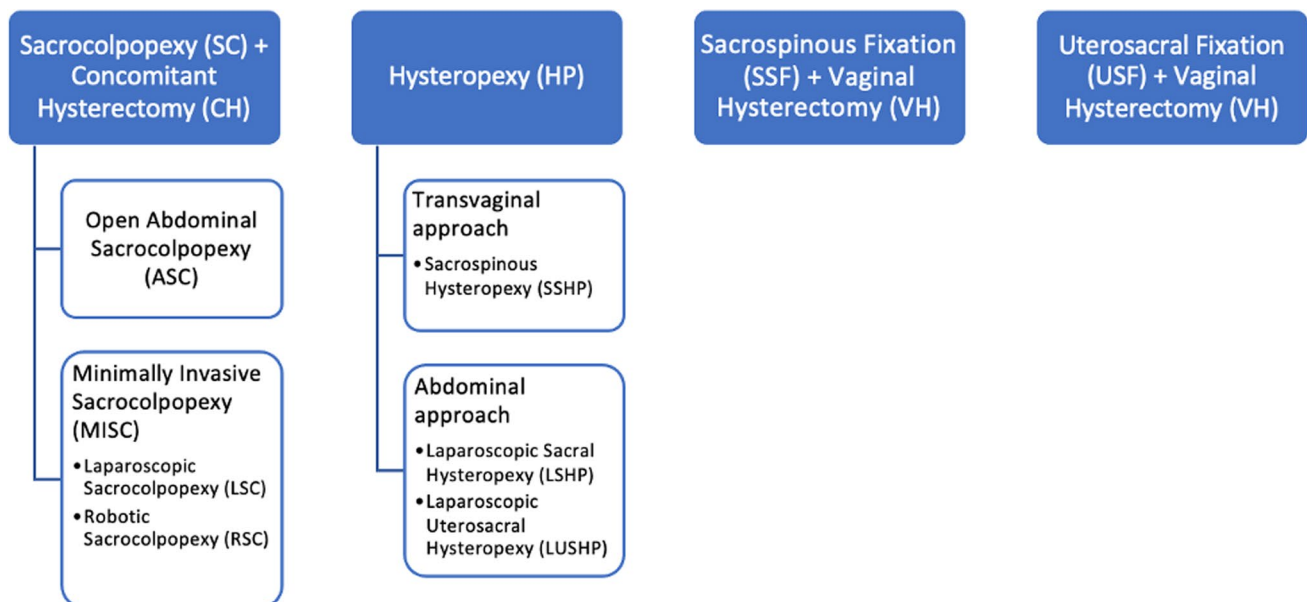 Sacrocolpopexy (SC) +
Concomitant
Hysterectomy (CH)
Open Abdominal
Sacrocolpopexy
(ASC)
Minimally Invasive
Sacrocolpopexy
(MISC)
•Laparoscopic
Sacrocolpopexy (LSC)
•Robotic
Sacrocolpopexy (RSC)
Hysteropexy (HP)
Transvaginal
approach
•Sacrospinous
Hysteropexy (SSHP)
Abdominal
approach
•Laparoscopic Sacral
Hysteropexy (LSHP)
•Laparoscopic
Uterosacral
Hysteropexy (LUSHP)
Sacrospinous Fixation
(SSF) + Vaginal
Hysterectomy (VH)
Uterosacral Fixation
(USF) + Vaginal
Hysterectomy (VH)